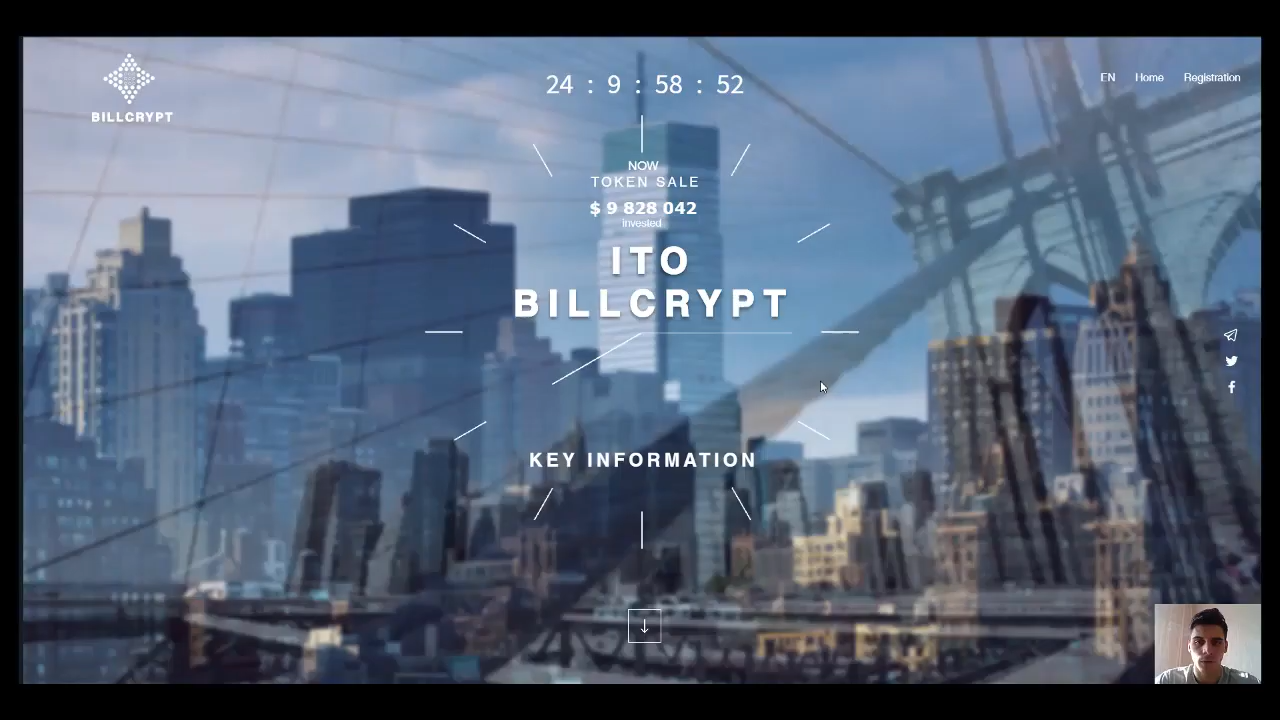 BILLCRYPT
24 : 9 : 58 : 52
EN Home Registration
NOW
TOKEN SALE
$ 9 828 042
invested
ITO
BILLCRYPT
KEY INFORMATION